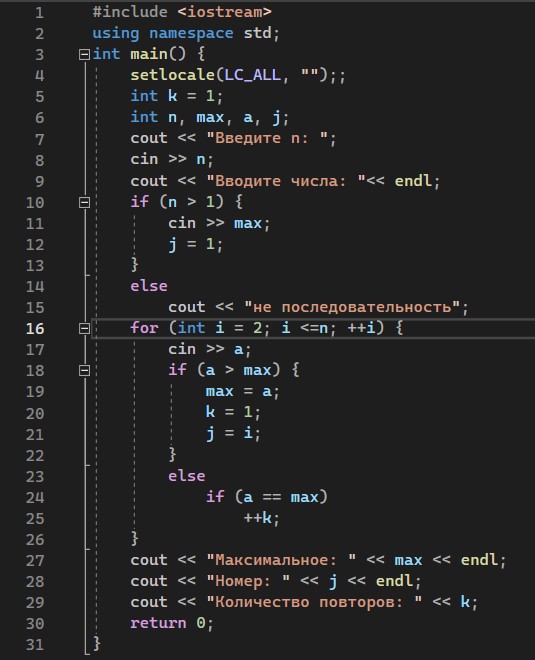 1 #include <iostream>
2 using namespace std;
3 int main() {
4 setlocale(LC_ALL, "");;
5 int k = 1;
6 int n, max, a, j;
7 cout << "Введите n: ";
8 cin >> n;
9 cout << "Вводите числа: "<< endl;
10 if (n > 1) {
11 cin >> max;
12 j = 1;
13 }
14 else
15 cout << "не последовательность";
16 for (int i = 2; i <=n; ++i) {
17 cin >> a;
18 if (a > max) {
19 max = a;
20 k = 1;
21 j = i;
22 }
23 else
24 if (a == max)
25 ++k;
26 }
27 cout << "Максимальное: " << max << endl;
28 cout << "Номер: " << j << endl;
29 cout << "Количество повторов: " << k;
30 return 0;
31 }